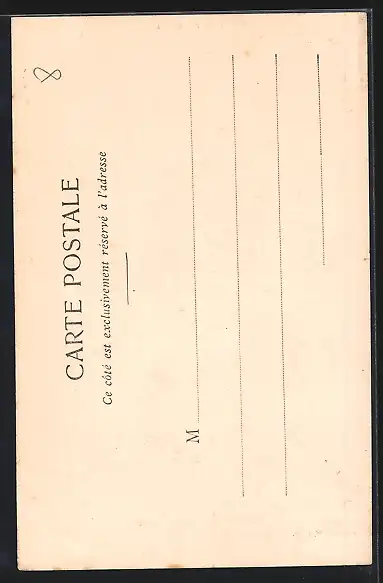 8
CARTE POSTALE
Ce côté est exclusivement réservé à l'adresse
M